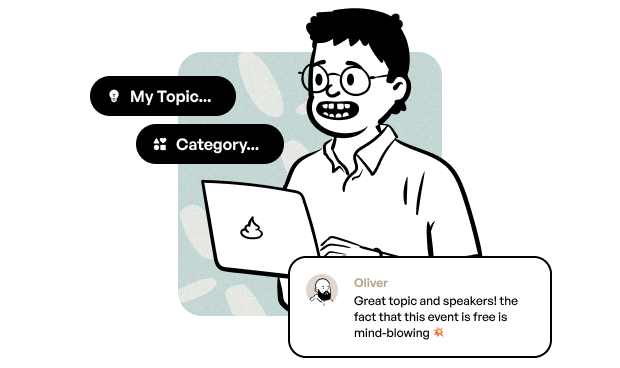 My Topic...
Category...
Oliver
Great topic and speakers! the
fact that this event is free is
mind-blowing 💥